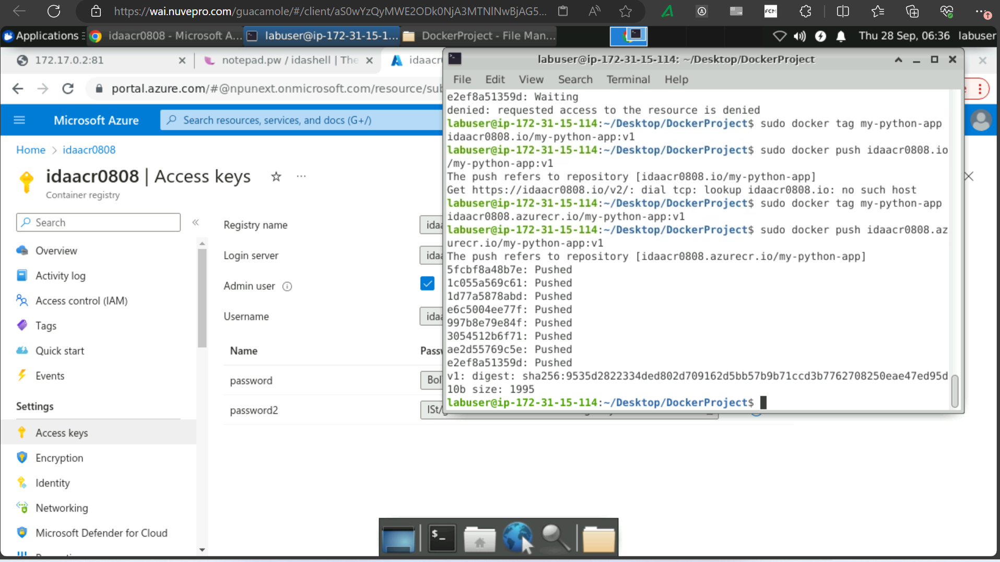 https://wai.nuvepro.com/guacamole/#/client/aS0wYzQyMWE2ODk0NjA3MTNlNwBjAG5...
FCM
Applications
idaacr0808 - Microsoft A...
labuser@ip-172-31-15-1...
DockerProject - File Man...
Thu 28 Sep, 06:36
labuser
172.17.0.2:81
notepad.pw / idashell | The
idaacr
portal.azure.com/#@npunext.onmicrosoft.com/resource/sub
Microsoft Azure
Search resources, services, and docs (G+/)
Home > idaacr0808
idaacr0808 | Access keys
...
Container registry
Search
Overview
Activity log
Access control (IAM)
Tags
Quick start
Events
Settings
Access keys
Encryption
Identity
Networking
Microsoft Defender for Cloud
Registry name
idaa
Login server
idaa
Admin user
Username
idaa
Name
Passw
password
Bol
password2
ISt/
labuser@ip-172-31-15-114: ~/Desktop/DockerProject
File Edit View Search Terminal Help
e2ef8a51359d: Waiting
denied: requested access to the resource is denied
labuser@ip-172-31-15-114:~/Desktop/DockerProject$ sudo docker tag my-python-app
idaacr0808.io/my-python-app:v1
labuser@ip-172-31-15-114:~/Desktop/DockerProject$ sudo docker push idaacr0808.io
/my-python-app:v1
The push refers to repository [idaacr0808.io/my-python-app]
Get https://idaacr0808.io/v2/: dial tcp: lookup idaacr0808.io: no such host
labuser@ip-172-31-15-114:~/Desktop/DockerProject$ sudo docker tag my-python-app
idaacr0808.azurecr.io/my-python-app:v1
labuser@ip-172-31-15-114:~/Desktop/DockerProject$ sudo docker push idaacr0808.az
urecr.io/my-python-app:v1
The push refers to repository [idaacr0808.azurecr.io/my-python-app]
5fcbf8a48b7e: Pushed
1c055a569c61: Pushed
1d77a5878abd: Pushed
e6c5004ee77f: Pushed
997b8e79e84f: Pushed
3054512b6f71: Pushed
ae2d55769c5e: Pushed
e2ef8a51359d: Pushed
v1: digest: sha256:9535d2822334ded802d709162d5bb57b9b71ccd3b7762708250eae47ed95d
10b size: 1995
labuser@ip-172-31-15-114:~/Desktop/DockerProject$
$_